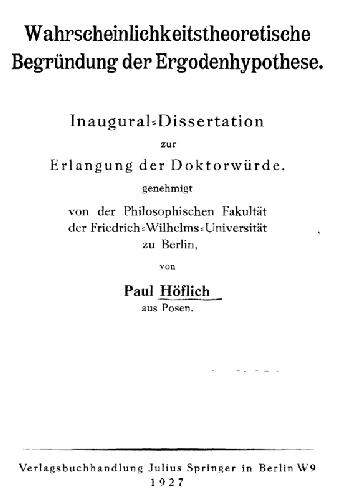 Wahrscheinlichkeitstheoretische
Begründung der Ergodenhypothese.
Inaugural-Dissertation
zur
Erlangung der Doktorwürde.
genehmigt
von der Philosophischen Fakultät
der Friedrich-Wilhelms-Universität
zu Berlin,
von
Paul Höflich
aus Posen.
Verlagsbuchhandlung Julius Springer in Berlin W9
1927